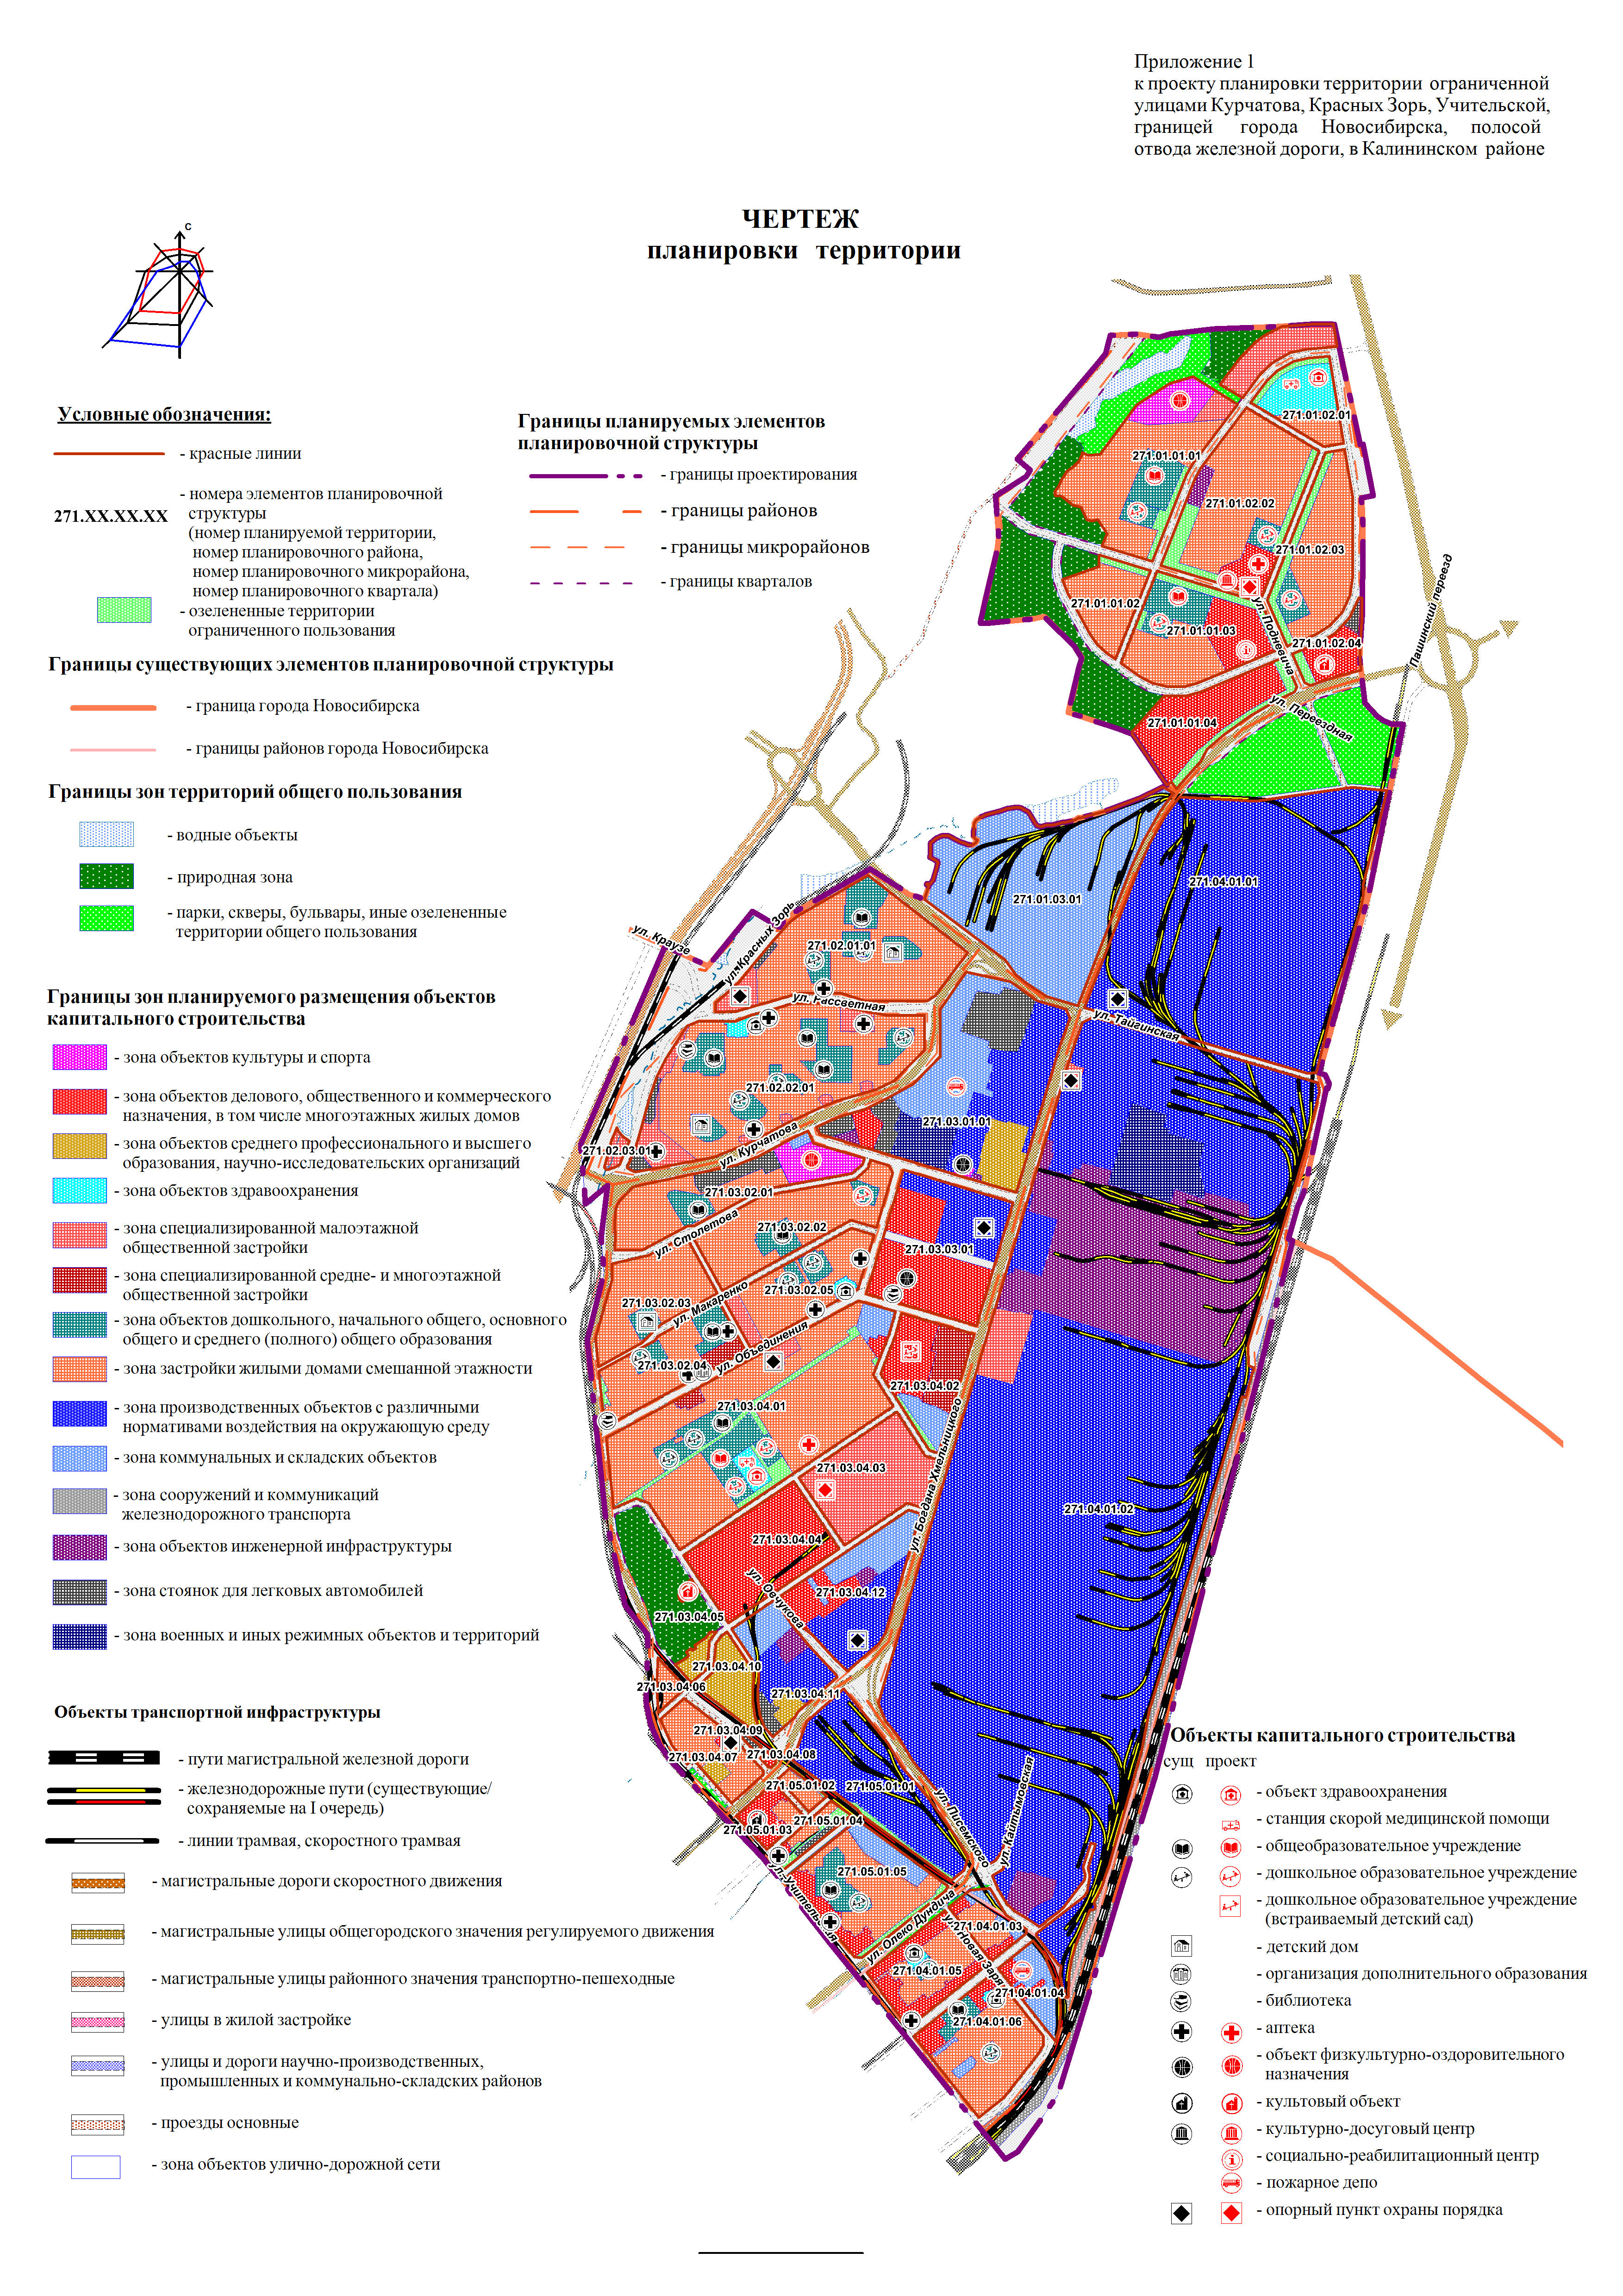 Приложение 1
к проекту планировки территории ограниченной
улицами Курчатова, Красных Зорь, Учительской,
границей города Новосибирска, полосой
отвода железной дороги, в Калининском районе
ЧЕРТЕЖ
планировки территории
С
Условные обозначения:
- красные линии
271.XX.XX.XX
- номера элементов планировочной
структуры
(номер планируемой территории,
номер планировочного района,
номер планировочного микрорайона,
номер планировочного квартала)
- озелененные территории
ограниченного пользования
Границы планируемых элементов
планировочной структуры
- границы проектирования
- границы районов
- границы микрорайонов
- границы кварталов
Границы существующих элементов планировочной структуры
- граница города Новосибирска
- границы районов города Новосибирска
Границы зон территорий общего пользования
- водные объекты
- природная зона
- парки, скверы, бульвары, иные озелененные
территории общего пользования
Границы зон планируемого размещения объектов
капитального строительства
- зона объектов культуры и спорта
- зона объектов делового, общественного и коммерческого
назначения, в том числе многоэтажных жилых домов
- зона объектов среднего профессионального и высшего
образования, научно-исследовательских организаций
- зона объектов здравоохранения
- зона специализированной малоэтажной
общественной застройки
- зона специализированной средне- и многоэтажной
общественной застройки
- зона объектов дошкольного, начального общего, основного
общего и среднего (полного) общего образования
- зона застройки жилыми домами смешанной этажности
- зона производственных объектов с различными
нормативами воздействия на окружающую среду
- зона коммунальных и складских объектов
- зона сооружений и коммуникаций
железнодорожного транспорта
- зона объектов инженерной инфраструктуры
- зона стоянок для легковых автомобилей
- зона военных и иных режимных объектов и территорий
Объекты транспортной инфраструктуры
- пути магистральной железной дороги
- железнодорожные пути (существующие/
сохраняемые на I очередь)
- линии трамвая, скоростного трамвая
- магистральные дороги скоростного движения
- магистральные улицы общегородского значения регулируемого движения
- магистральные улицы районного значения транспортно-пешеходные
- улицы в жилой застройке
- улицы и дороги научно-производственных,
промышленных и коммунально-складских районов
- проезды основные
- зона объектов улично-дорожной сети
271.01.02.01
271.01.01.01
271.01.02.02
271.01.02.03
271.01.01.02
271.01.01.03
271.01.02.04
ул. Подневича
Пашинский переезд
271.01.01.04
ул. Переездная
271.04.01.01
271.01.03.01
ул. Краузе
ул. Красных Зорь
271.02.01.01
ул. Рассветная
ул. Тайгинская
271.02.02.01
271.03.01.01
271.02.03.01
ул. Курчатова
271.03.02.01
ул. Столетова
271.03.02.02
271.03.03.01
271.03.02.05
271.03.02.03
ул. Макаренко
ул. Объединения
271.03.02.04
271.03.04.02
271.03.04.01
ул. Богдана Хмельницкого
271.03.04.03
271.04.01.02
271.03.04.04
ул. Овчукова
271.03.04.12
271.03.04.05
271.03.04.10
271.03.04.06
271.03.04.11
271.03.04.09
271.03.04.07
271.03.04.08
271.05.01.02
271.05.01.01
271.05.01.04
271.05.01.03
ул. Писемского
ул. Кайтымовская
271.05.01.05
ул. Учительская
ул. Олеко Дундича
271.04.01.03
ул. Новая Заря
271.04.01.05
271.04.01.04
271.04.01.06
Объекты капитального строительства
сущ проект
- объект здравоохранения
- станция скорой медицинской помощи
- общеобразовательное учреждение
- дошкольное образовательное учреждение
- дошкольное образовательное учреждение
(встраиваемый детский сад)
- детский дом
- организация дополнительного образования
- библиотека
- аптека
- объект физкультурно-оздоровительного
назначения
- культовый объект
- культурно-досуговый центр
- социально-реабилитационный центр
- пожарное депо
- опорный пункт охраны порядка